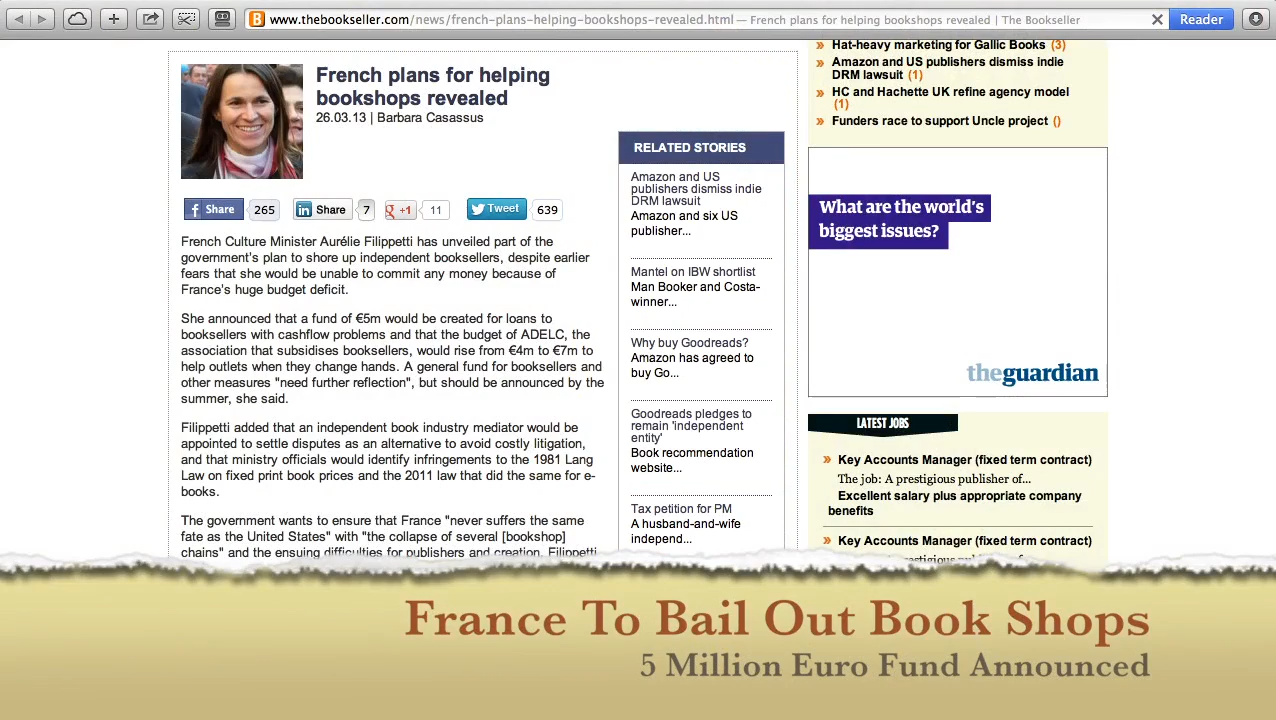 www.thebookseller.com/news/french-plans-helping-bookshops-revealed.html — French plans for helping bookshops revealed | The Bookseller
Reader
French plans for helping
bookshops revealed
26.03.13 | Barbara Casassus
Share 265
Share 7
+1 11
Tweet 639
French Culture Minister Aurélie Filippetti has unveiled part of the
government's plan to shore up independent booksellers, despite earlier
fears that she would be unable to commit any money because of
France's huge budget deficit.
She announced that a fund of €5m would be created for loans to
booksellers with cashflow problems and that the budget of ADELC, the
association that subsidises booksellers, would rise from €4m to €7m to
help outlets when they change hands. A general fund for booksellers and
other measures "need further reflection", but should be announced by the
summer, she said.
Filippetti added that an independent book industry mediator would be
appointed to settle disputes as an alternative to avoid costly litigation,
and that ministry officials would identify infringements to the 1981 Lang
Law on fixed print book prices and the 2011 law that did the same for e-
books.
The government wants to ensure that France "never suffers the same
fate as the United States" with "the collapse of several [bookshop]
chains" and the ensuing difficulties for publishers and creation, Filippetti
RELATED STORIES
Amazon and US
publishers dismiss indie
DRM lawsuit
Amazon and six US
publisher...
Mantel on IBW shortlist
Man Booker and Costa-
winner...
Why buy Goodreads?
Amazon has agreed to
buy Go...
Goodreads pledges to
remain 'independent
entity'
Book recommendation
website...
Tax petition for PM
A husband-and-wife
independ...
Hat-heavy marketing for Gallic Books (3)
Amazon and US publishers dismiss indie
DRM lawsuit (1)
HC and Hachette UK refine agency model
(1)
Funders race to support Uncle project ()
What are the world's
biggest issues?
theguardian
LATEST JOBS
Key Accounts Manager (fixed term contract)
The job: A prestigious publisher of...
Excellent salary plus appropriate company
benefits
Key Accounts Manager (fixed term contract)
France To Bail Out Book Shops
5 Million Euro Fund Announced